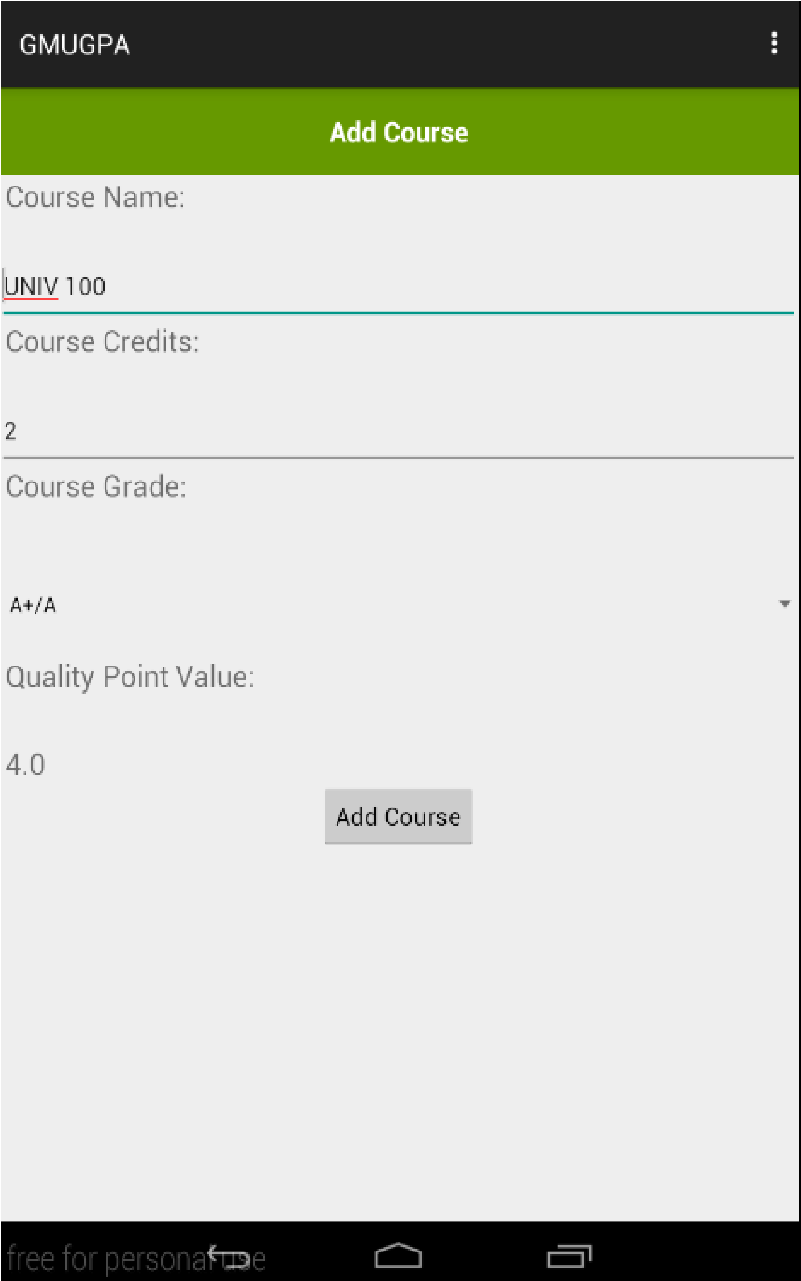 GMUGPA
Add Course
Course Name:
UNIV 100
Course Credits:
2
Course Grade:
A+/A
Quality Point Value:
4.0
Add Course
free for personal use